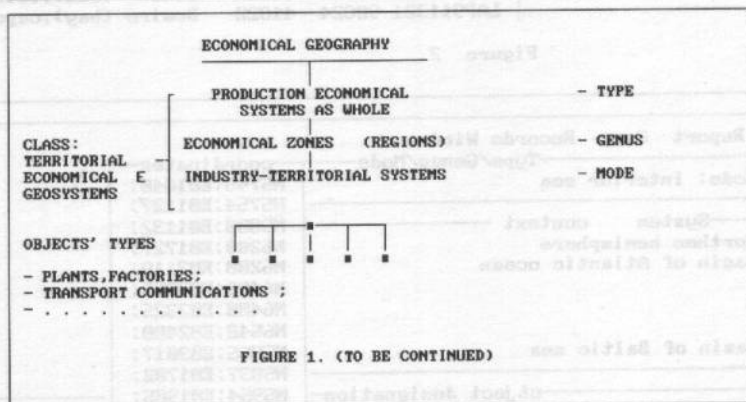 ECONOMICAL GEOGRAPHY
PRODUCTION ECONOMICAL - TYPE
SYSTEMS AS WHOLE
CLASS: ECONOMICAL ZONES (REGIONS) - GENUS
TERRITORIAL
ECONOMICAL E INDUSTRY-TERRITORIAL SYSTEMS - MODE
GEOSYSTEMS
OBJECTS' TYPES
- PLANTS,FACTORIES;
- TRANSPORT COMMUNICATIONS ;
- . . . . . . . . . . . . .
FIGURE 1. (TO BE CONTINUED)